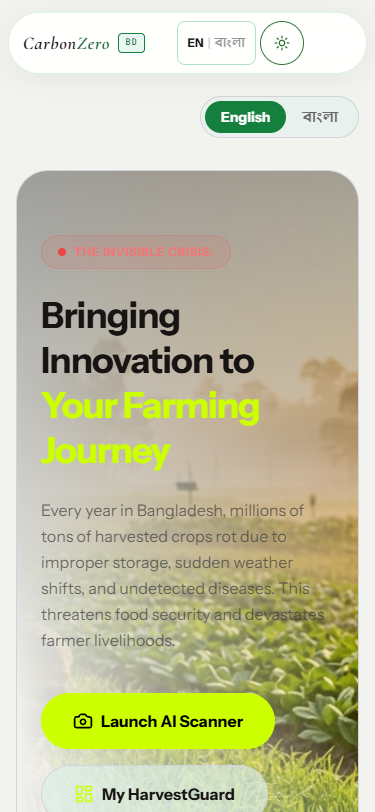 CarbonZero BD EN | বাংলা
English বাংলা
THE INVISIBLE CRISIS:
Bringing
Innovation to
Your Farming
Journey
Every year in Bangladesh, millions of
tons of harvested crops rot due to
improper storage, sudden weather
shifts, and undetected diseases. This
threatens food security and devastates
farmer livelihoods.
Launch AI Scanner
My HarvestGuard